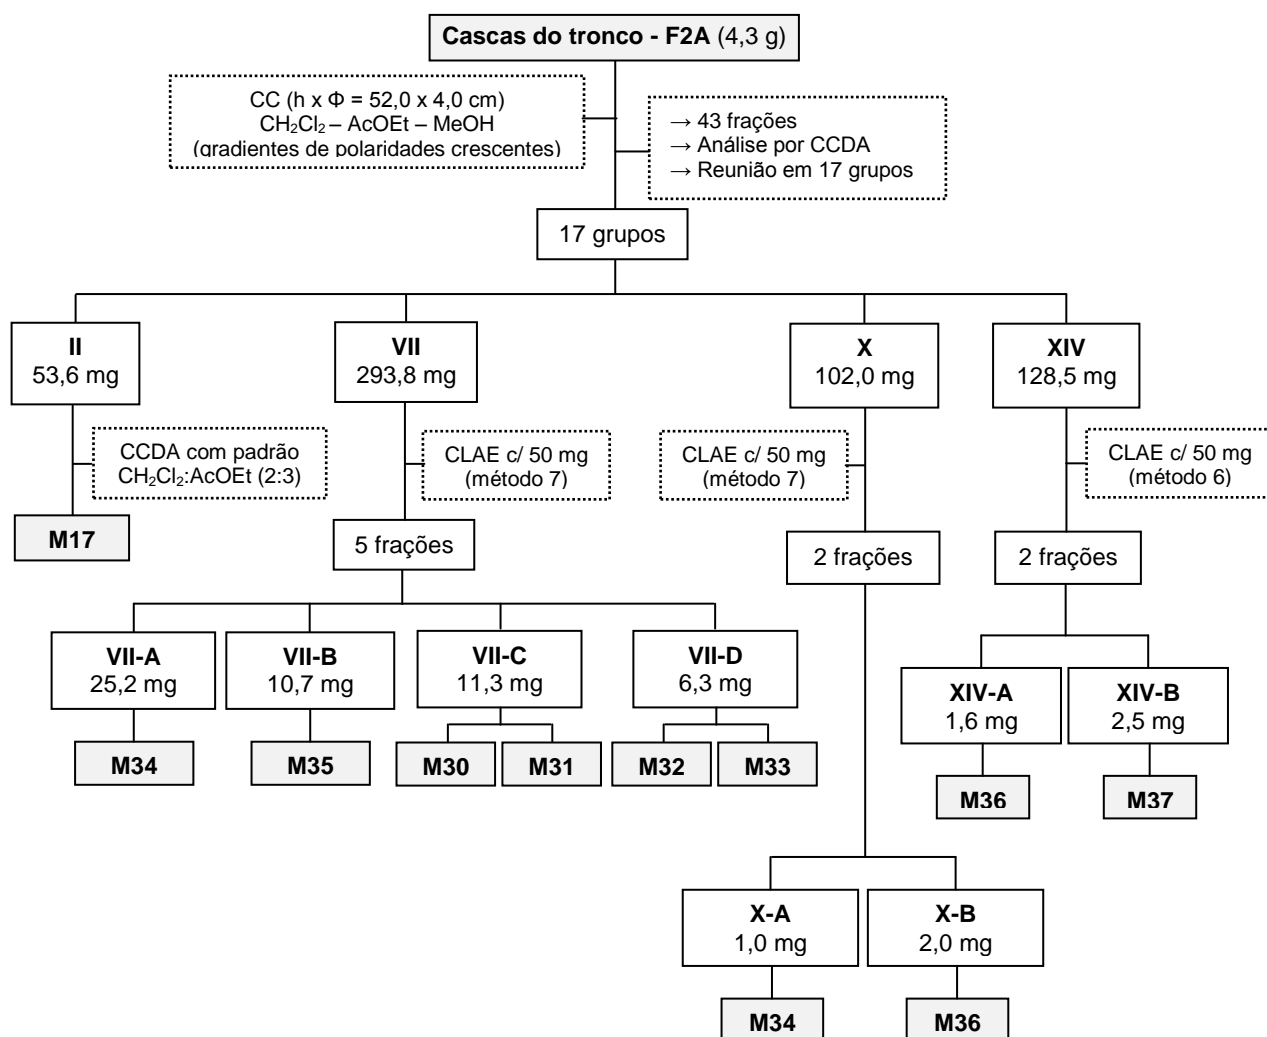 Cascas do tronco - F2A (4,3 g)
CC (h x Φ = 52,0 x 4,0 cm)
CH₂Cl₂ – AcOEt – MeOH
(gradientes de polaridades crescentes)
→ 43 frações
→ Análise por CCDA
→ Reunião em 17 grupos
17 grupos
II
53,6 mg
VII
293,8 mg
X
102,0 mg
XIV
128,5 mg
CCDA com padrão
CH₂Cl₂:AcOEt (2:3)
CLAE c/ 50 mg
(método 7)
CLAE c/ 50 mg
(método 7)
CLAE c/ 50 mg
(método 6)
M17
5 frações
2 frações
2 frações
VII-A
25,2 mg
VII-B
10,7 mg
VII-C
11,3 mg
VII-D
6,3 mg
XIV-A
1,6 mg
XIV-B
2,5 mg
M34
M35
M30
M31
M32
M33
M36
M37
X-A
1,0 mg
X-B
2,0 mg
M34
M36